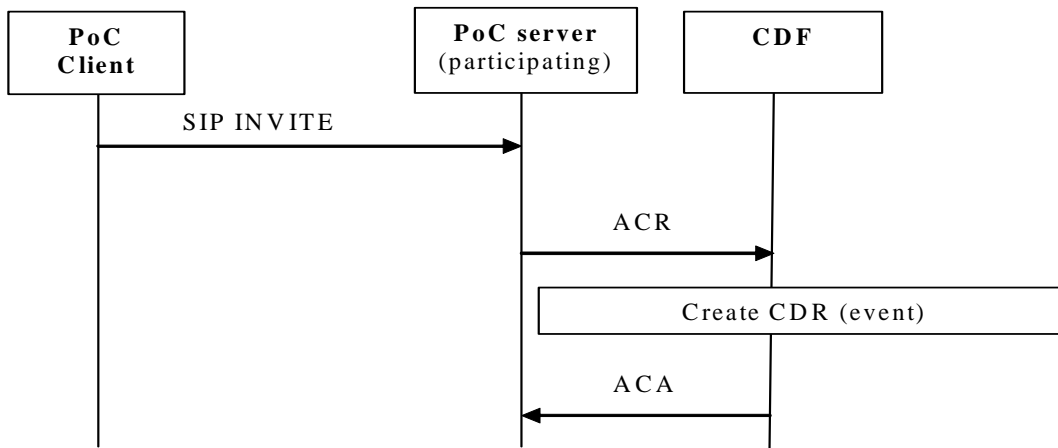 PoC
Client
PoC server
(participating)
CDF
SIP INVITE
ACR
Create CDR (event)
ACA